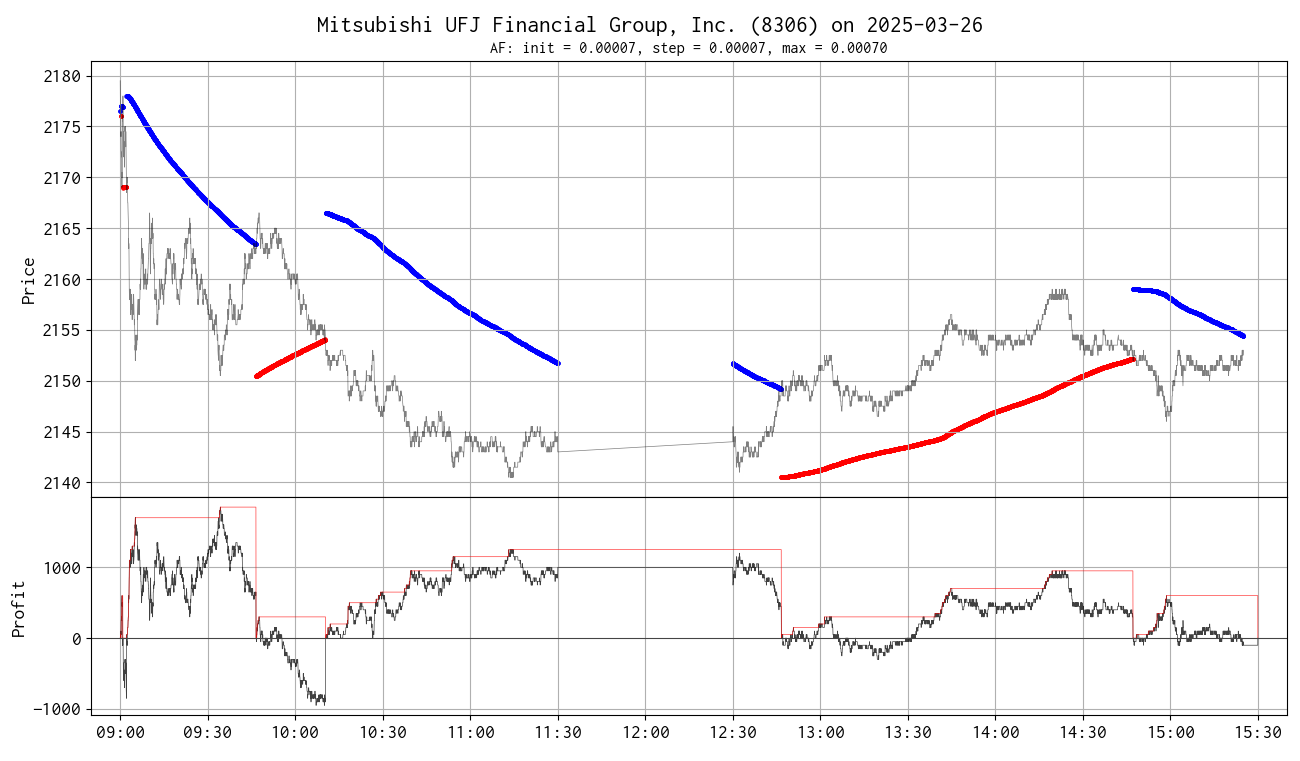 Mitsubishi UFJ Financial Group, Inc. (8306) on 2025-03-26
AF: init = 0.00007, step = 0.00007, max = 0.00070
Price
2180
2175
2170
2165
2160
2155
2150
2145
2140
Profit
1000
0
−1000
09:00 09:30 10:00 10:30 11:00 11:30 12:00 12:30 13:00 13:30 14:00 14:30 15:00 15:30